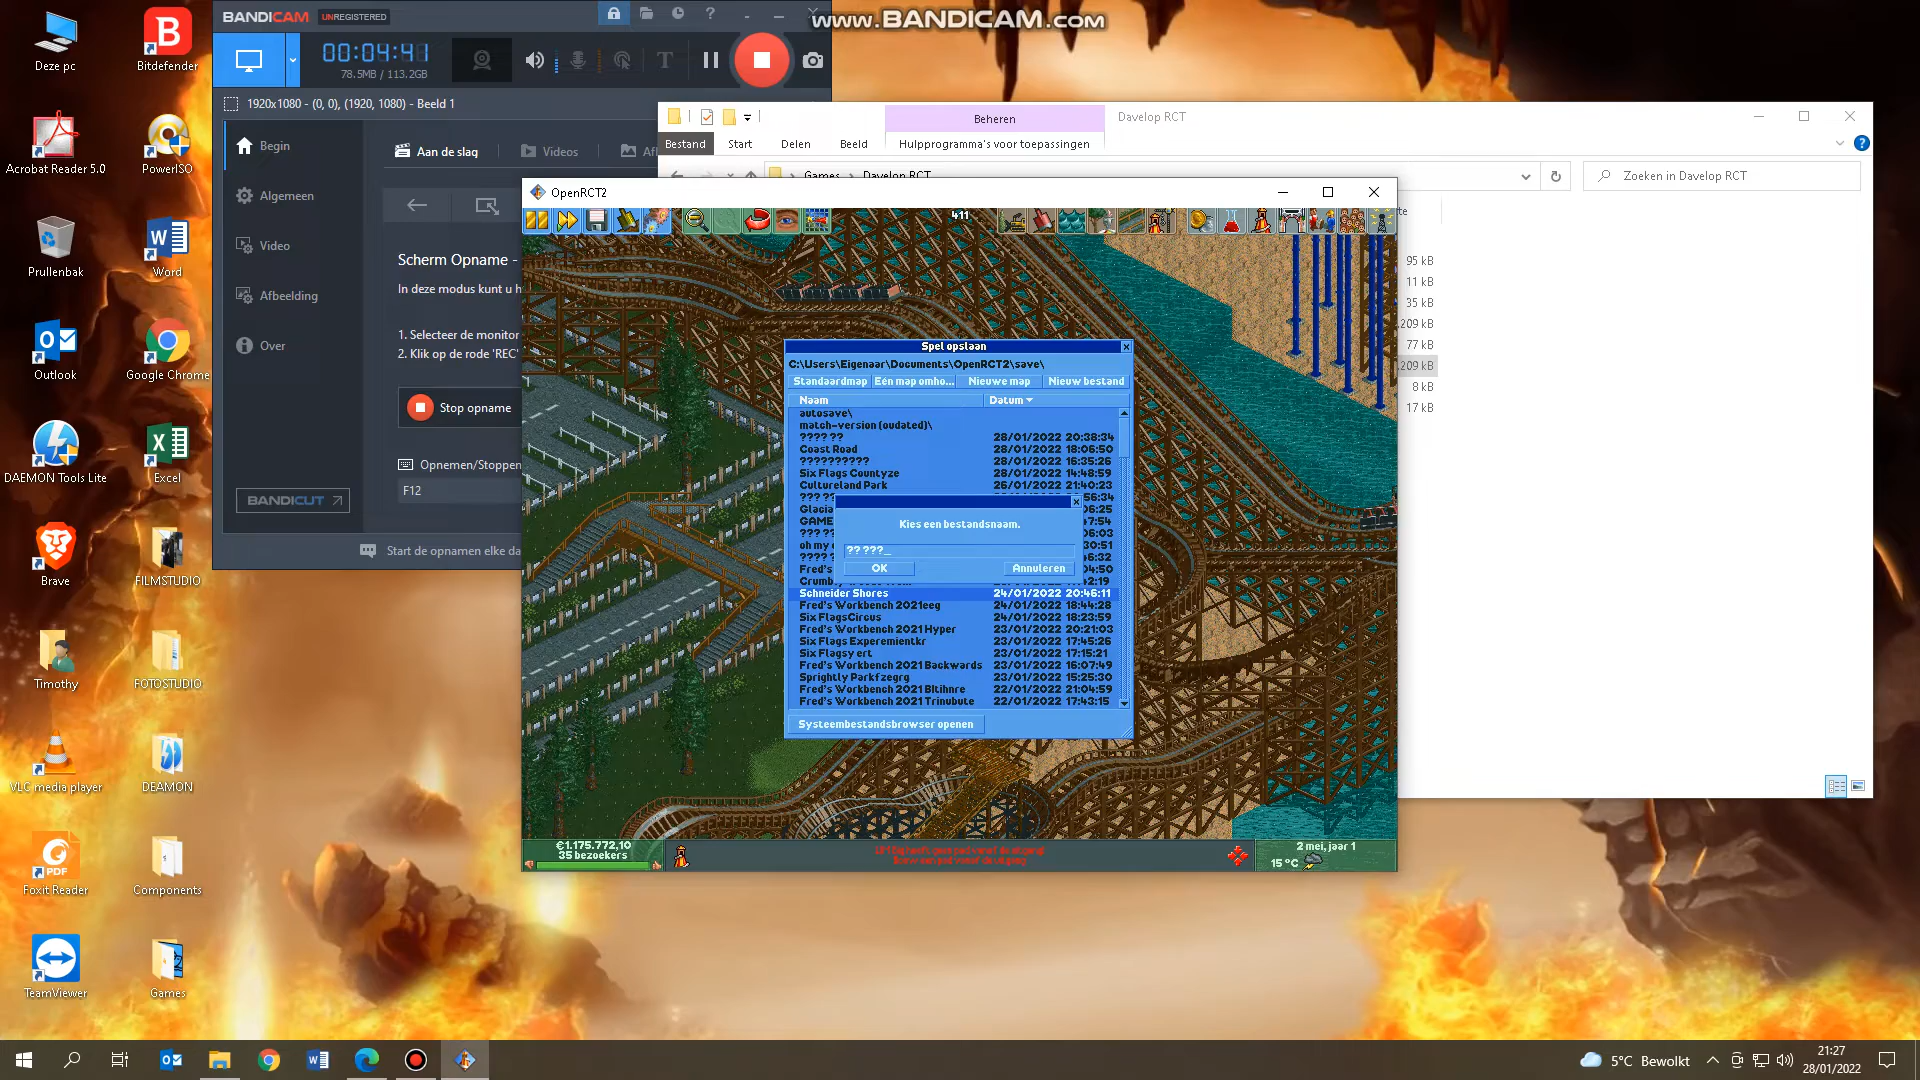 www.BANDICAM.com
Deze pc
Bitdefender
Acrobat Reader 5.0
PowerISO
Prullenbak
Word
Outlook
Google Chrome
DAEMON Tools Lite
Excel
Brave
FILMSTUDIO
Timothy
FOTOSTUDIO
VLC media player
DEAMON
Foxit Reader
Components
TeamViewer
Games
BANDICAM UNREGISTERED
00:04:41
78.5MB / 113.2GB
1920x1080 - (0, 0), (1920, 1080) - Beeld 1
Begin
Algemeen
Video
Afbeelding
Over
BANDICUT
Aan de slag
Videos
Scherm Opname -
1. Selecteer de monitor
2. Klik op de rode 'REC'
Stop opname
Opnemen/Stoppen
F12
Start de opnamen elke
Beheren
Davelop RCT
Bestand
Start
Delen
Beeld
Hulpprogramma's voor toepassingen
Games
Davelop RCT
Zoeken in Davelop RCT
95 kB
11 kB
35 kB
209 kB
77 kB
209 kB
8 kB
17 kB
OpenRCT2
411
Spel opslaan
C:\Users\Eigenaar\Documents\OpenRCT2\save\
Standaardmap
Eén map omho...
Nieuwe map
Nieuw bestand
Naam
Datum
autosave\
match-version (oudated)\
???? ?? 28/01/2022 20:38:34
Coast Road 28/01/2022 18:06:50
?????????? 28/01/2022 16:35:26
Six Flags Countyze 28/01/2022 14:48:59
Cultureland Park 26/01/2022 21:40:23
Kies een bestandsnaam.
?? ???_
OK
Annuleren
Schneider Shores 24/01/2022 20:46:11
Fred's Workbench 2021eeg 24/01/2022 18:44:28
Six FlagsCircus 24/01/2022 18:23:59
Fred's Workbench 2021 Hyper 23/01/2022 20:21:03
Six Flags Experemientkr 23/01/2022 17:45:26
Six Flagsy ert 23/01/2022 17:15:21
Fred's Workbench 2021 Backwards 23/01/2022 16:07:49
Sprightly Parkfzegrg 23/01/2022 15:25:30
Fred's Workbench 2021 Bltihnre 22/01/2022 21:04:59
Fred's Workbench 2021 Trinubute 22/01/2022 17:43:15
Systeembestandsbrowser openen
€1.175.772,10
35 bezoekers
2 mei, jaar 1
15 °C
5°C Bewolkt
21:27
28/01/2022